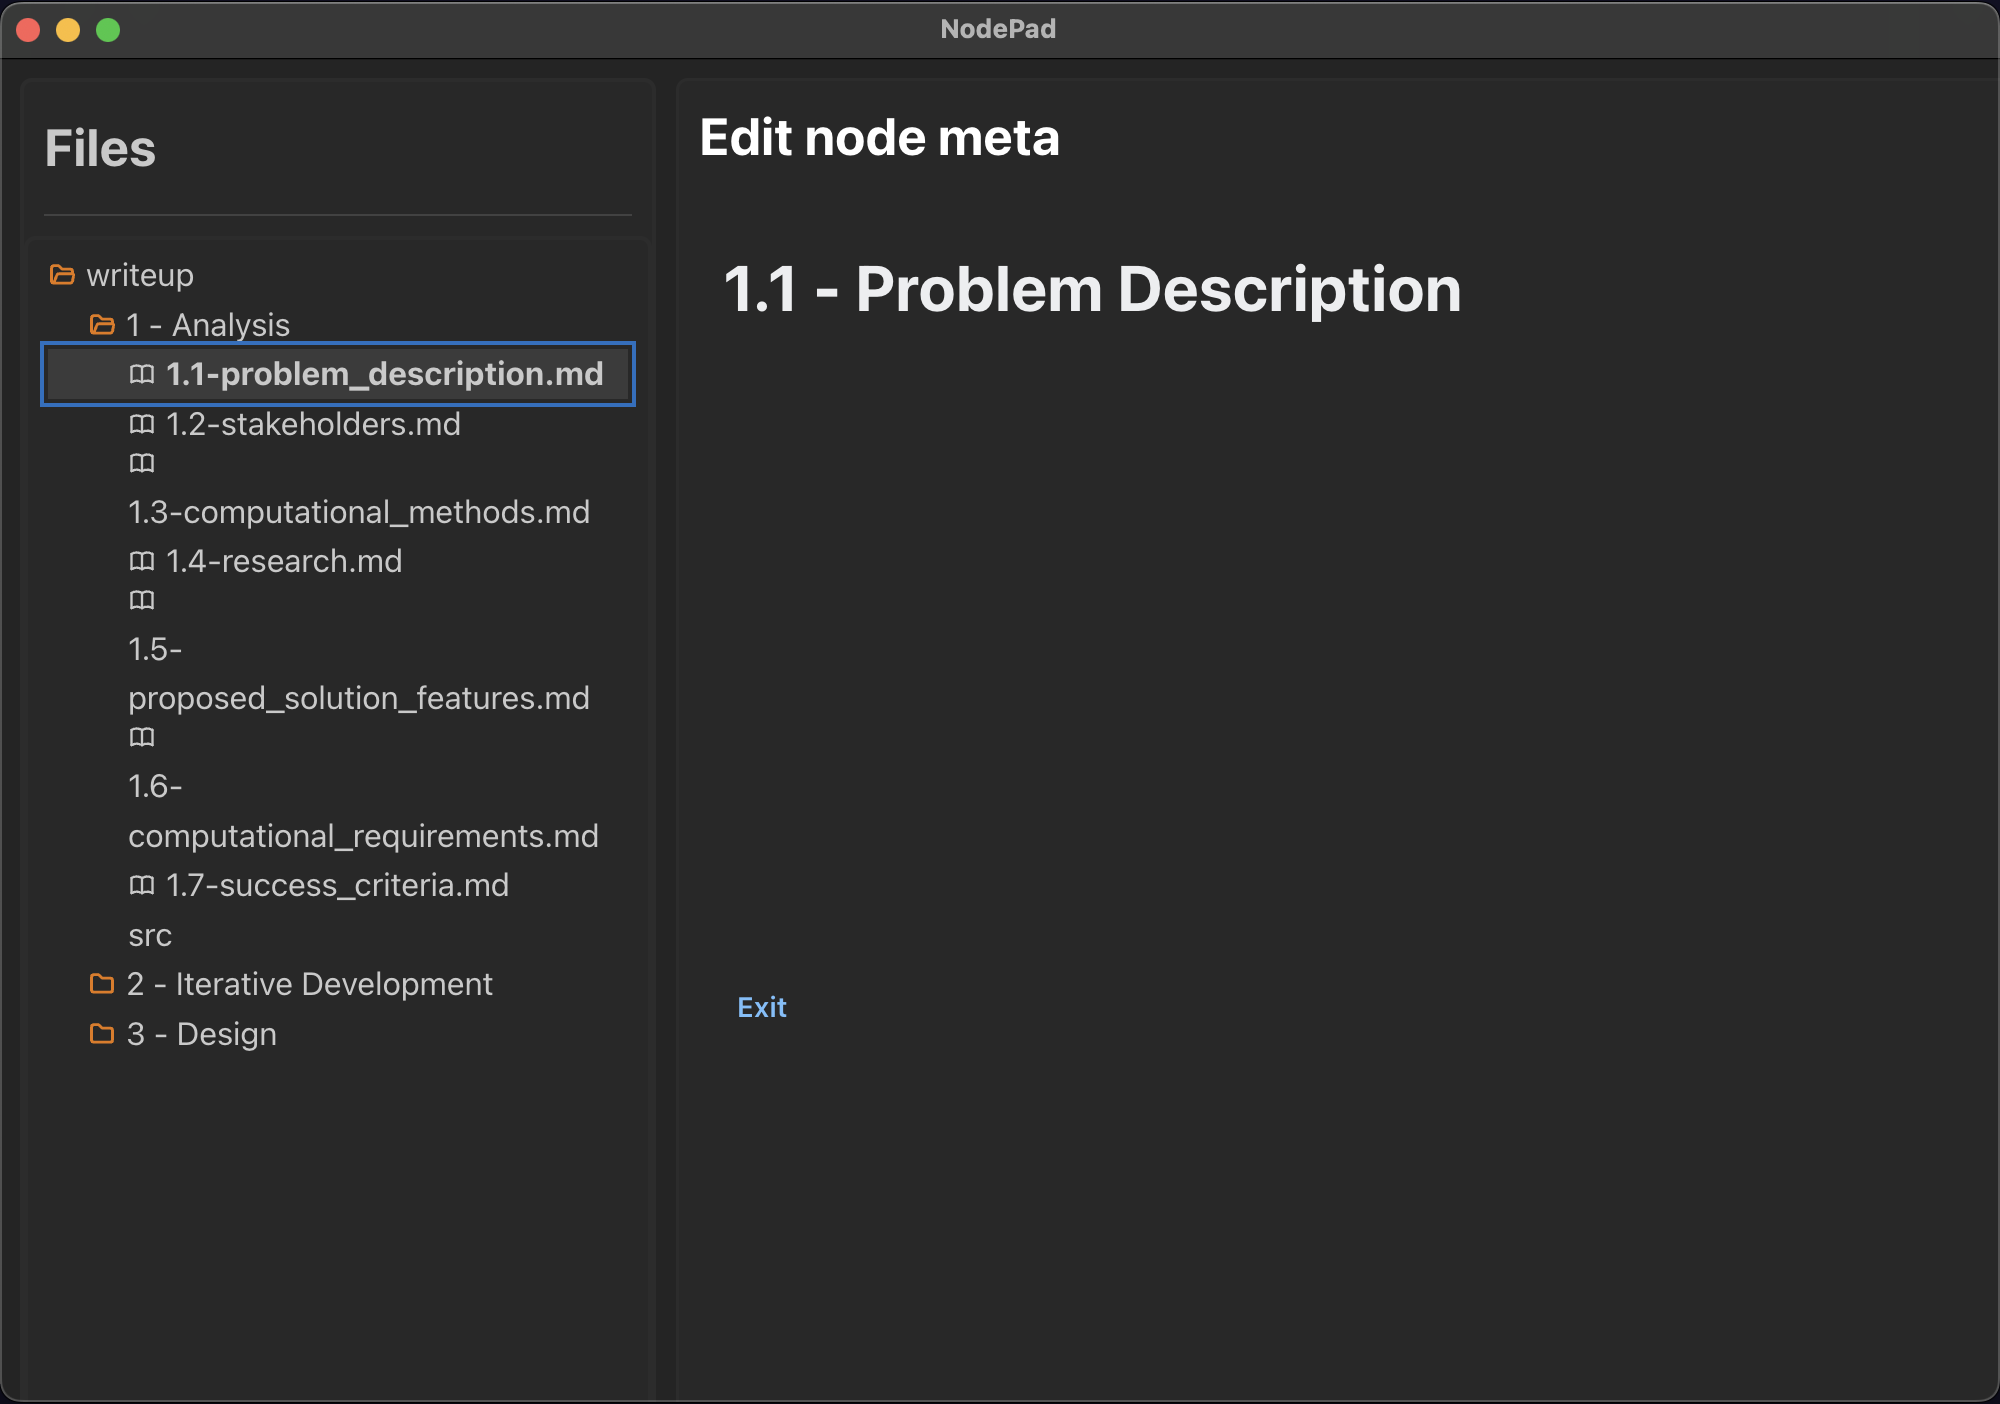 NodePad
Files
writeup
1 - Analysis
1.1-problem_description.md
1.2-stakeholders.md
1.3-computational_methods.md
1.4-research.md
1.5-
proposed_solution_features.md
1.6-
computational_requirements.md
1.7-success_criteria.md
src
2 - Iterative Development
3 - Design
Edit node meta
1.1 - Problem Description
Exit